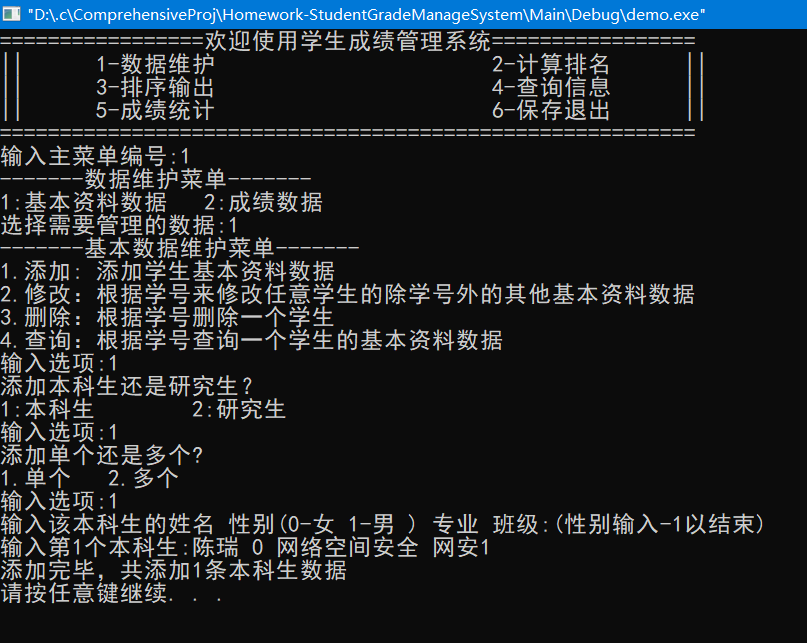 "D:\.c\ComprehensiveProj\Homework-StudentGradeManageSystem\Main\Debug\demo.exe"
=================欢迎使用学生成绩管理系统=================
||      1-数据维护                       2-计算排名      ||
||      3-排序输出                       4-查询信息      ||
||      5-成绩统计                       6-保存退出      ||
==========================================================
输入主菜单编号:1
-------数据维护菜单-------
1:基本资料数据   2:成绩数据
选择需要管理的数据:1
-------基本数据维护菜单-------
1.添加: 添加学生基本资料数据
2.修改：根据学号来修改任意学生的除学号外的其他基本资料数据
3.删除：根据学号删除一个学生
4.查询：根据学号查询一个学生的基本资料数据
输入选项:1
添加本科生还是研究生?
1:本科生        2:研究生
输入选项:1
添加单个还是多个?
1.单个   2.多个
输入选项:1
输入该本科生的姓名 性别(0-女 1-男 ) 专业 班级:(性别输入-1以结束)
输入第1个本科生:陈瑞 0 网络空间安全 网安1
添加完毕，共添加1条本科生数据
请按任意键继续. . .